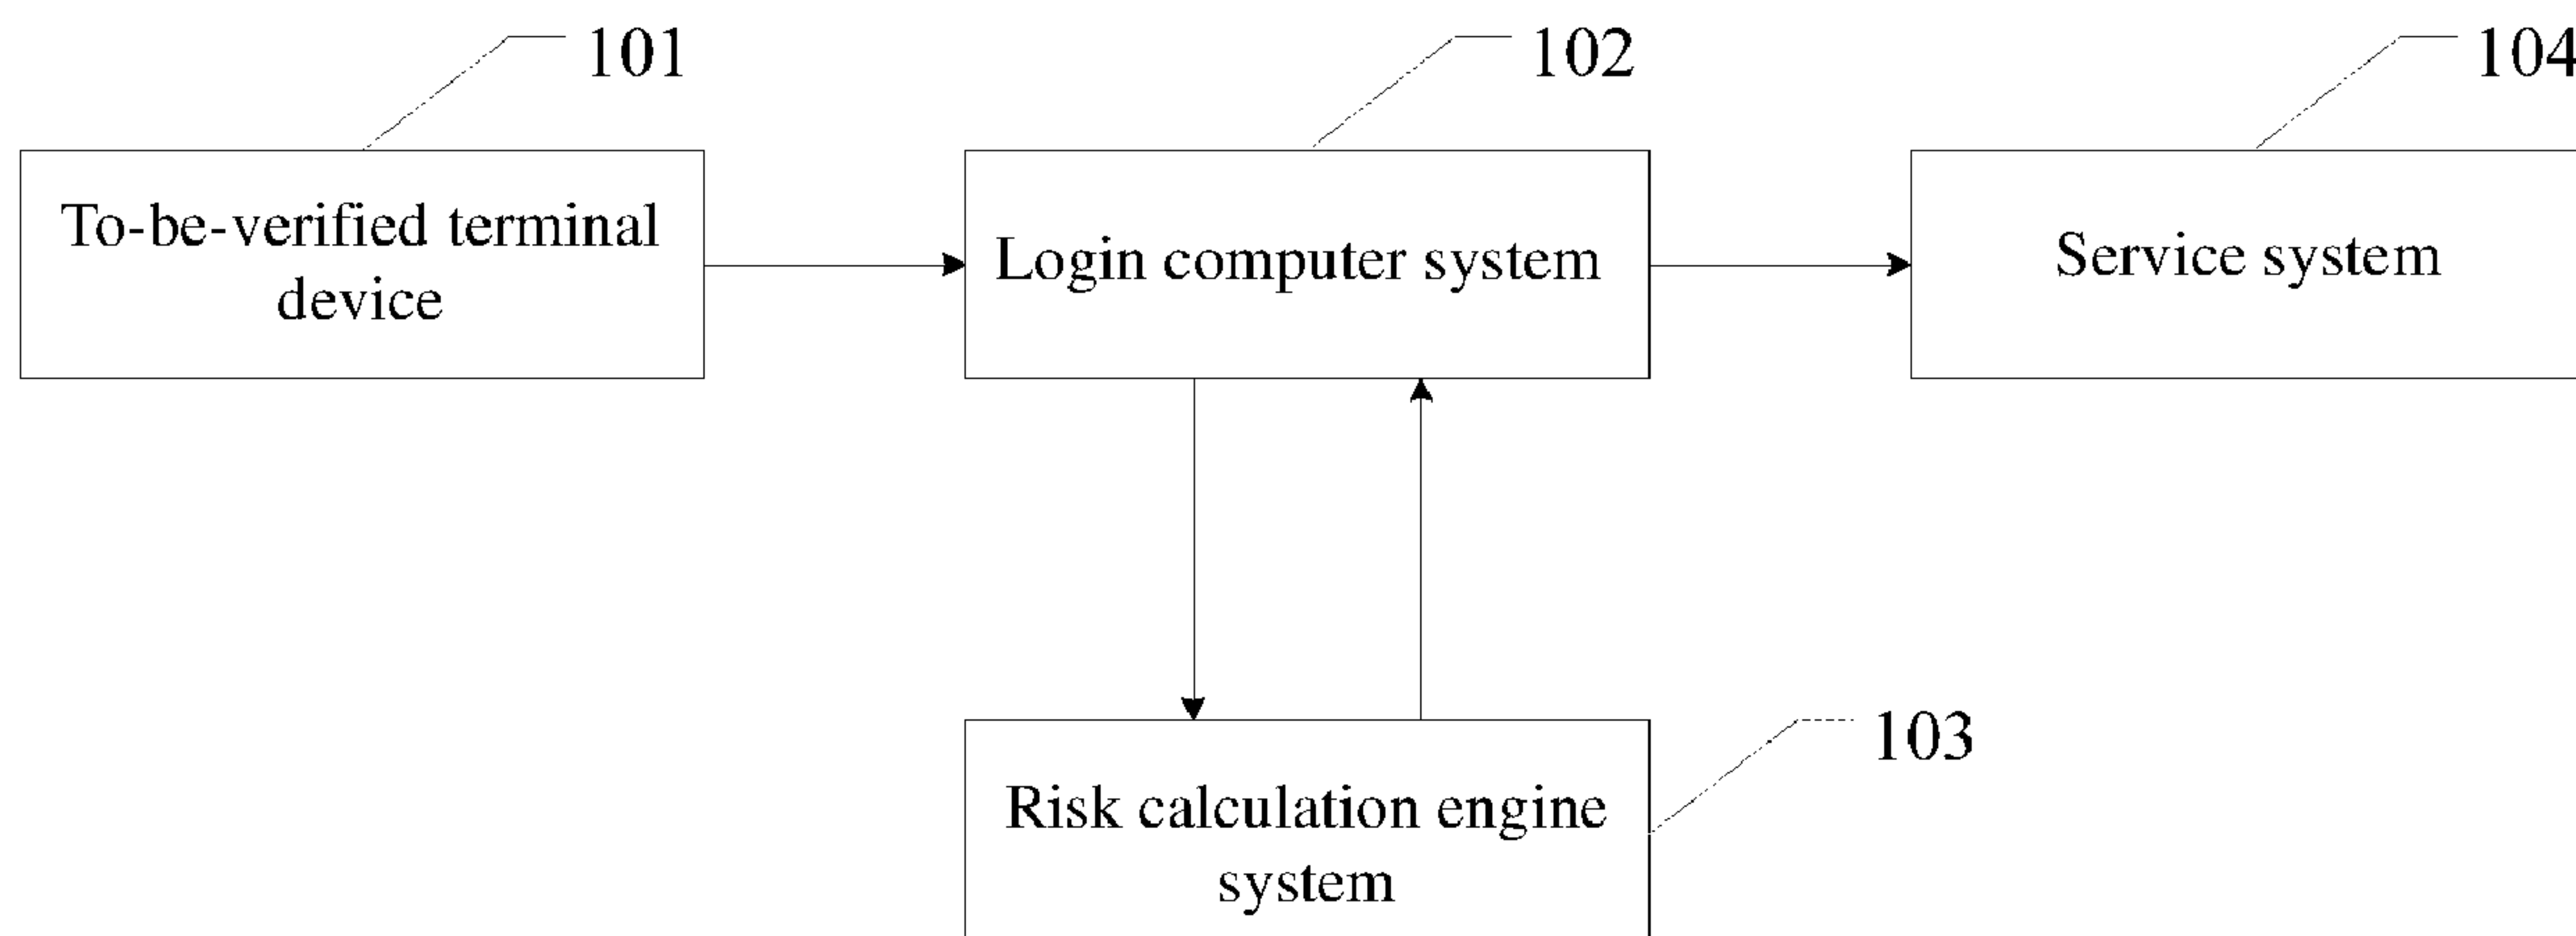 101
102
104
To-be-verified terminal
device
Login computer system
Service system
103
Risk calculation engine
system